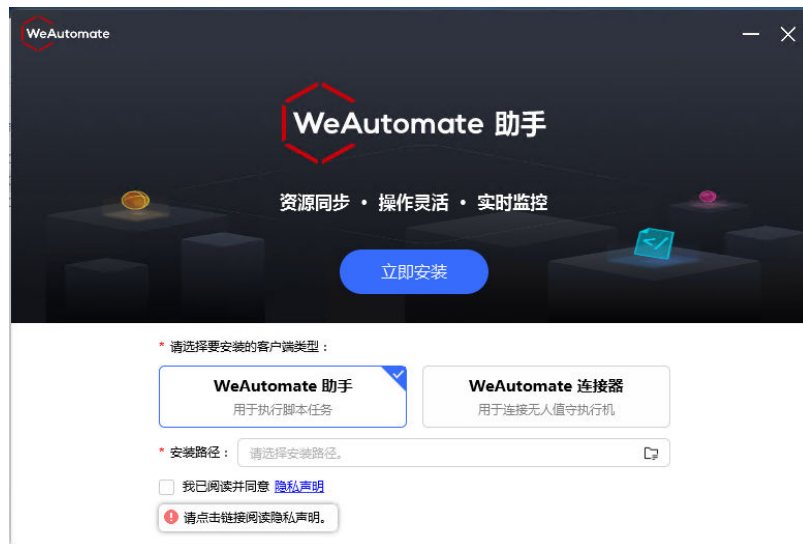 WeAutomate
WeAutomate 助手
资源同步 • 操作灵活 • 实时监控
</>
立即安装
* 请选择要安装的客户端类型：
WeAutomate 助手
用于执行脚本任务
WeAutomate 连接器
用于连接无人值守执行机
* 安装路径： 请选择安装路径。
我已阅读并同意 隐私声明
请点击链接阅读隐私声明。